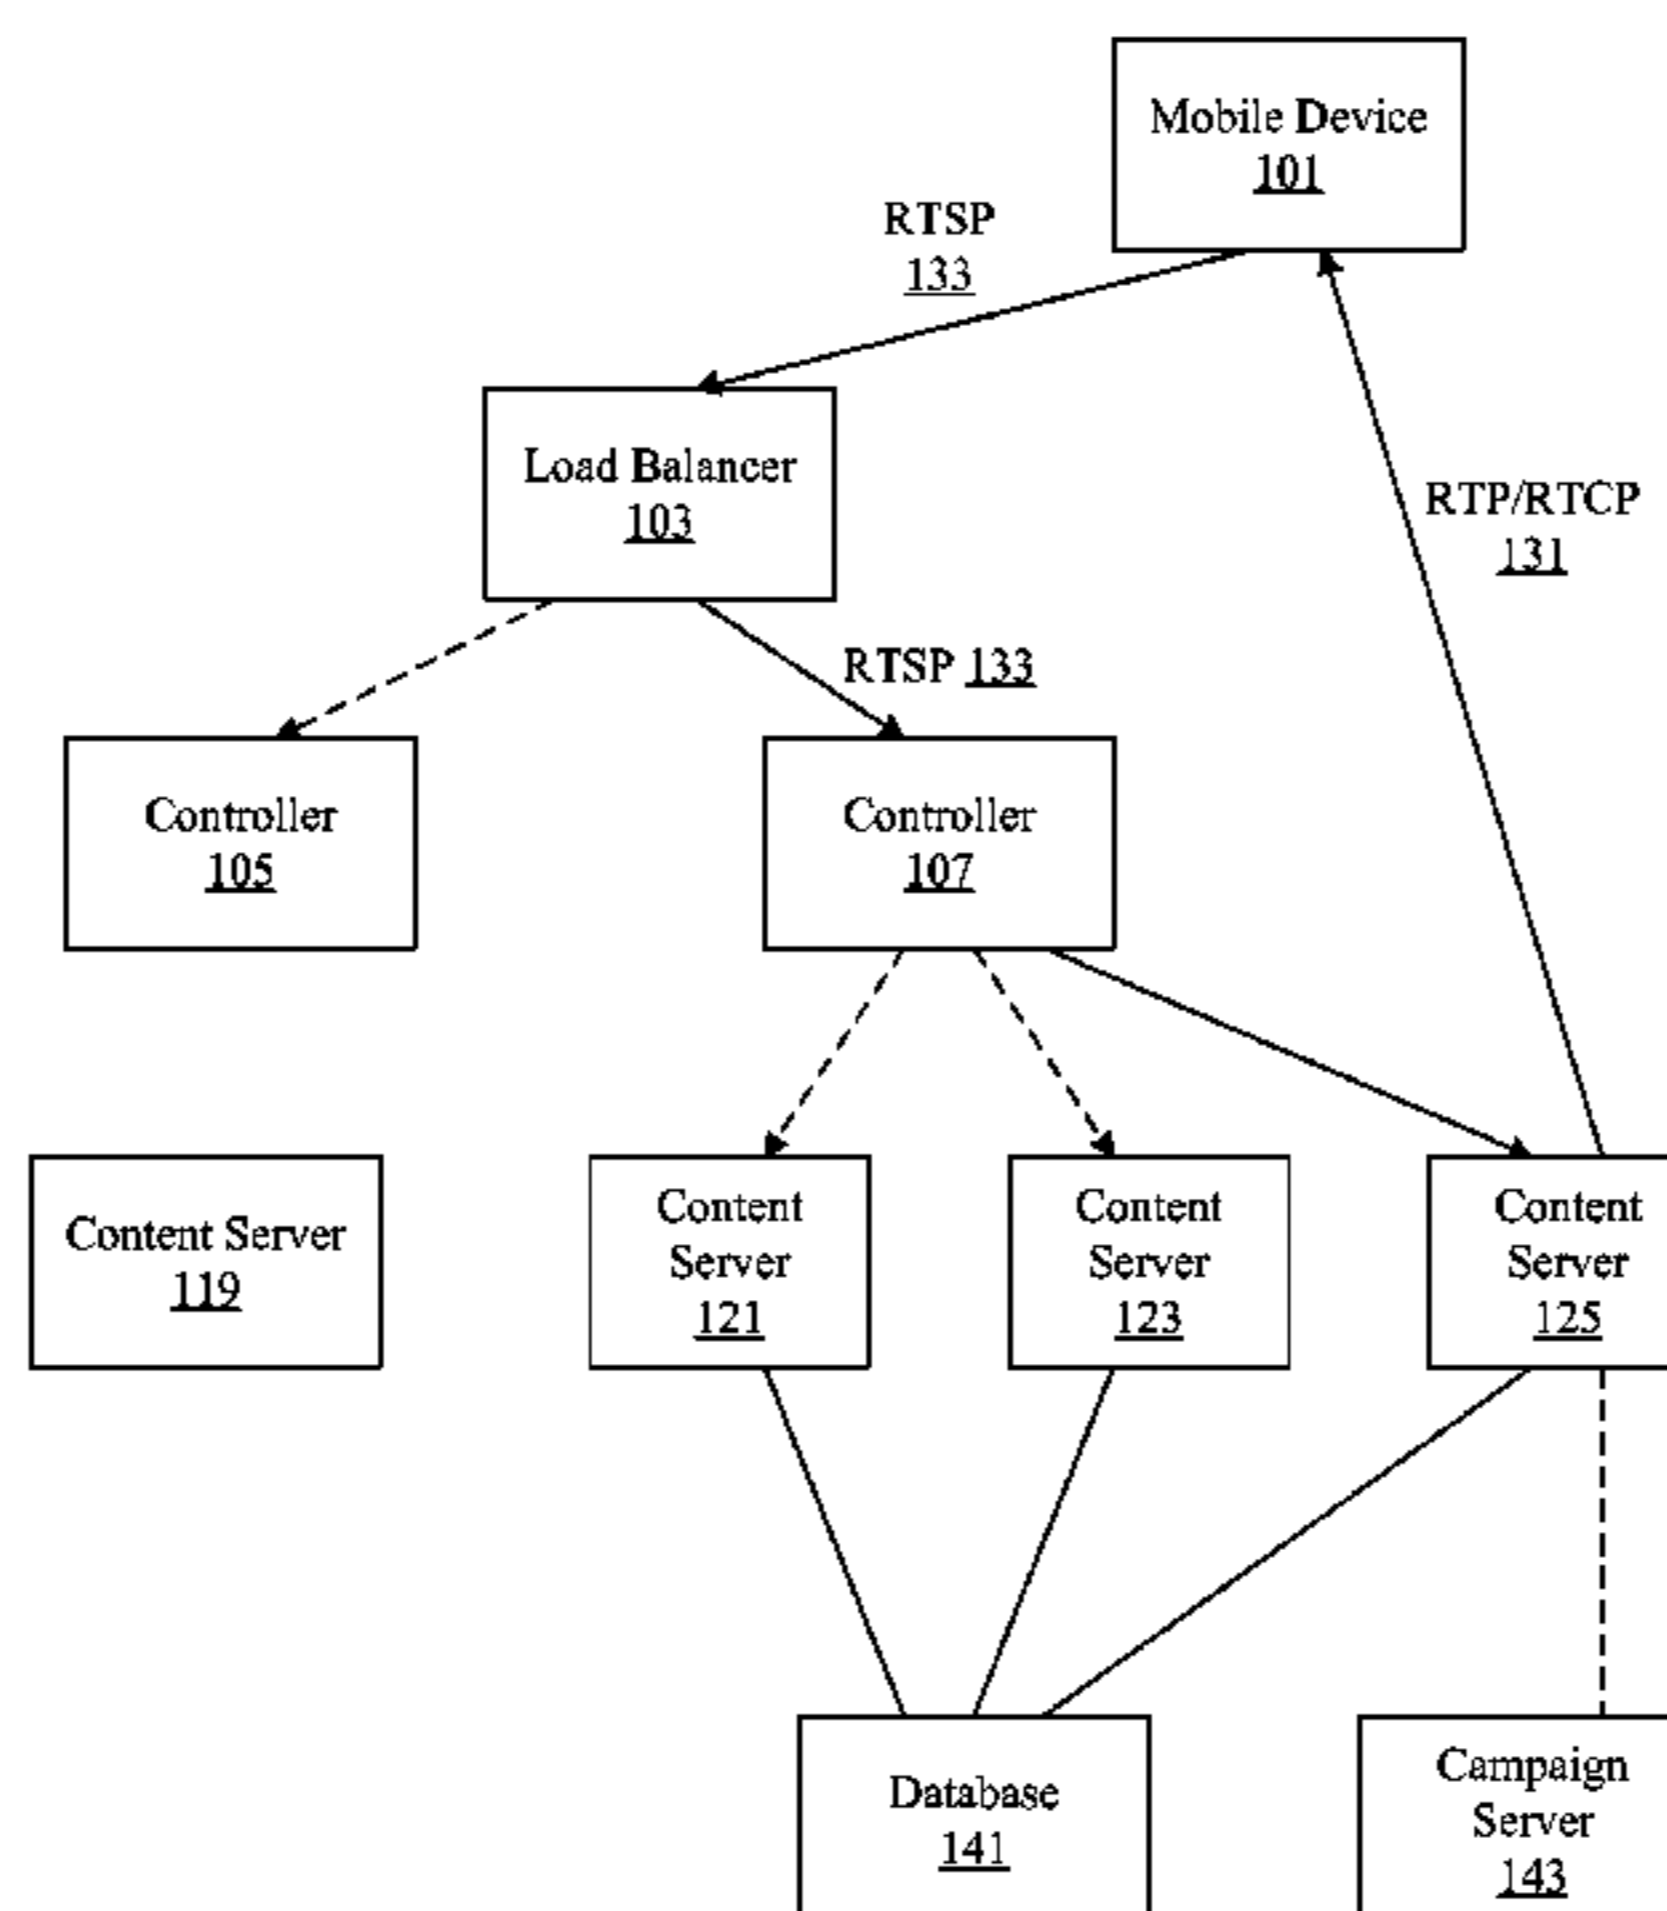 Mobile Device
101
RTSP
133
Load Balancer
103
RTP/RTCP
131
RTSP 133
Controller
105
Controller
107
Content Server
119
Content
Server
121
Content
Server
123
Content
Server
125
Database
141
Campaign
Server
143